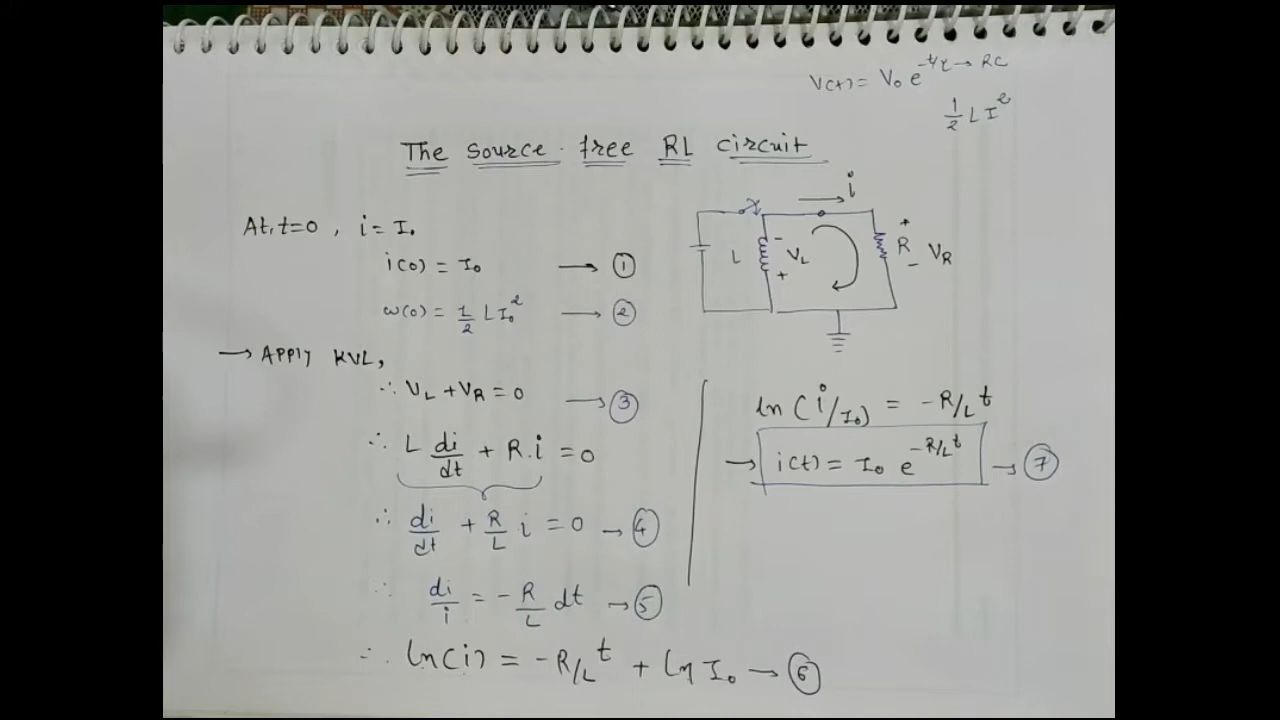 V(t) = V₀ e^{-t/τ} → RC
½ L I²
The Source-free RL circuit
At, t=0 , i = I₀
i(0) = I₀ → ①
ω(0) = ½ L I₀² → ②
→ Apply KVL,
∴ V_L + V_R = 0 → ③
∴ L di/dt + R.i = 0
∴ di/dt + R/L i = 0 → ④
∴ di/i = -R/L dt → ⑤
∴ ln(i) = -R/L t + ln I₀ → ⑥
i
L
-
V_L
+
+
R
-
V_R
ln(i/I₀) = -R/L t
→ i(t) = I₀ e^{-R/L t} → ⑦